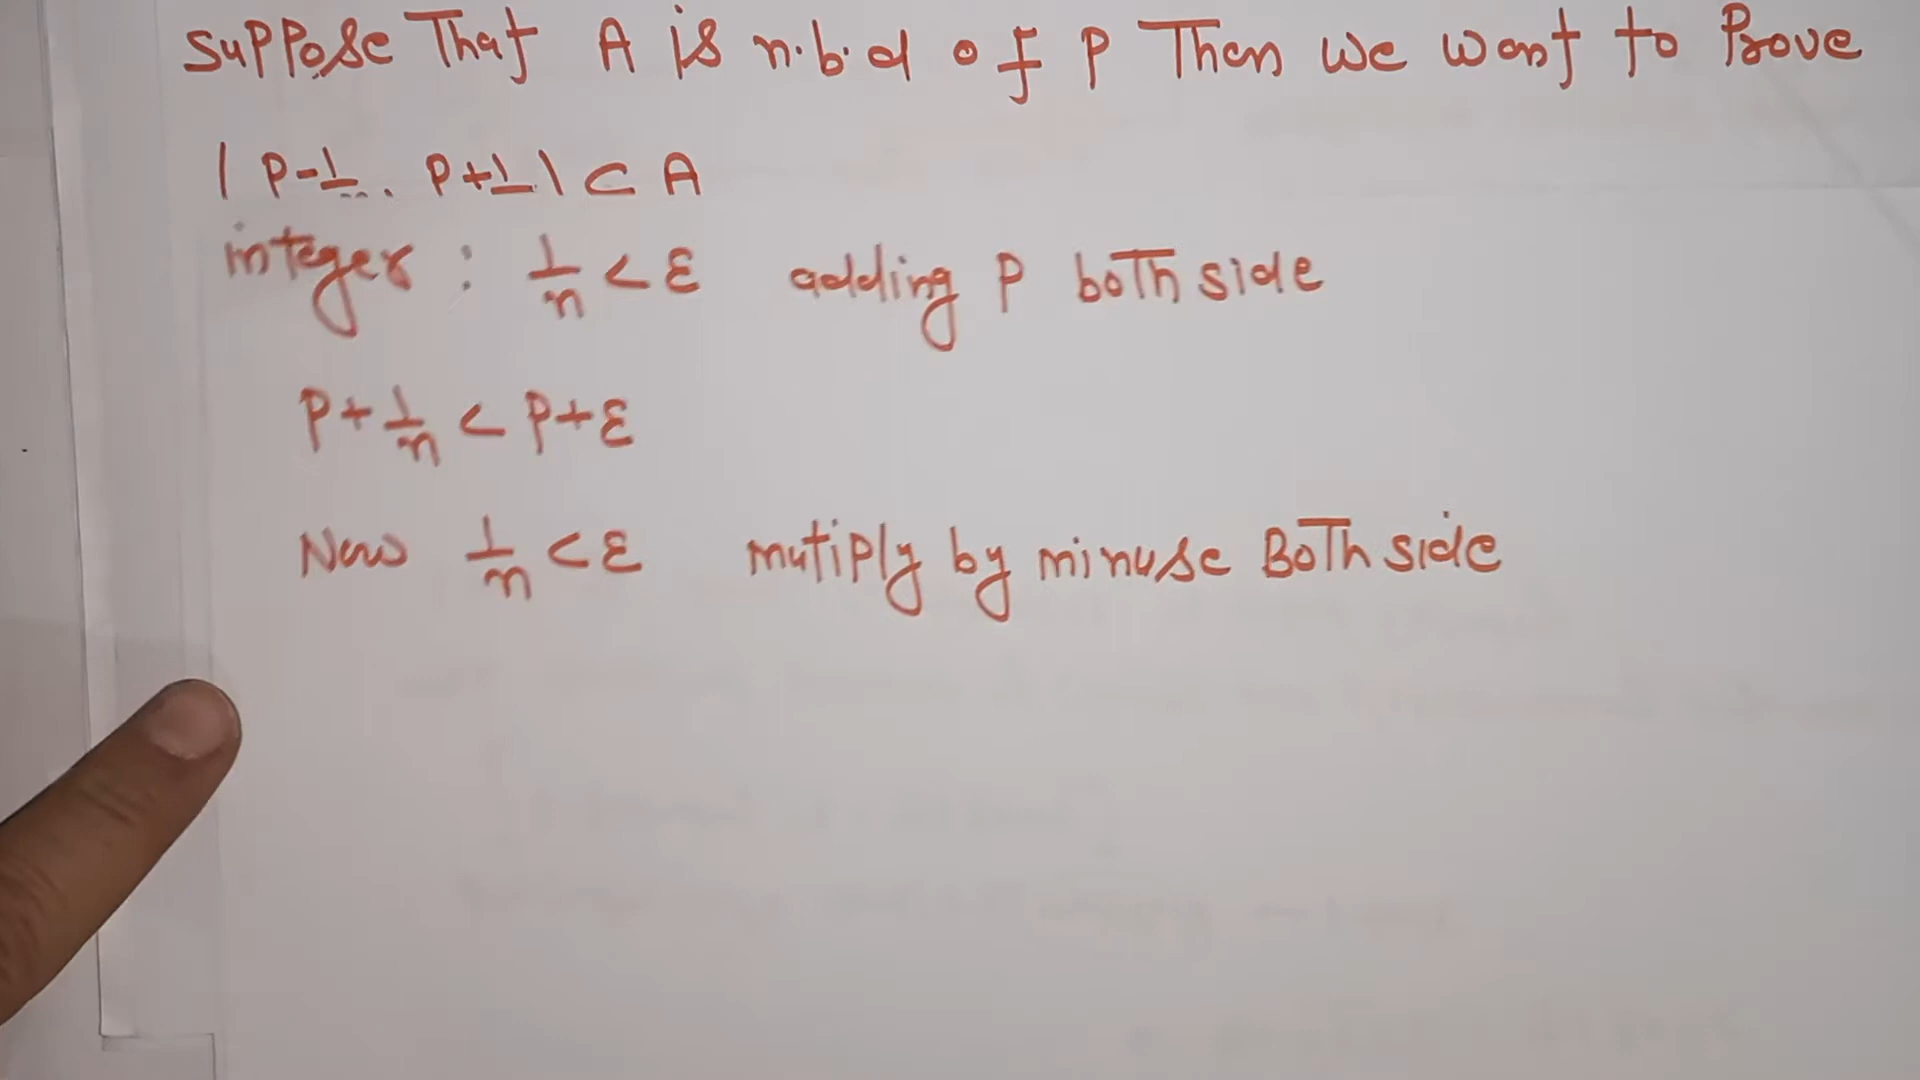 suppose That A is n.b.d of P Then we want to Prove
( P-1 , P+1 ) ⊂ A
integer : 1/n < ε adding P both side
P+1/n < P+ε
Now 1/n < ε mutiply by minuse Both side